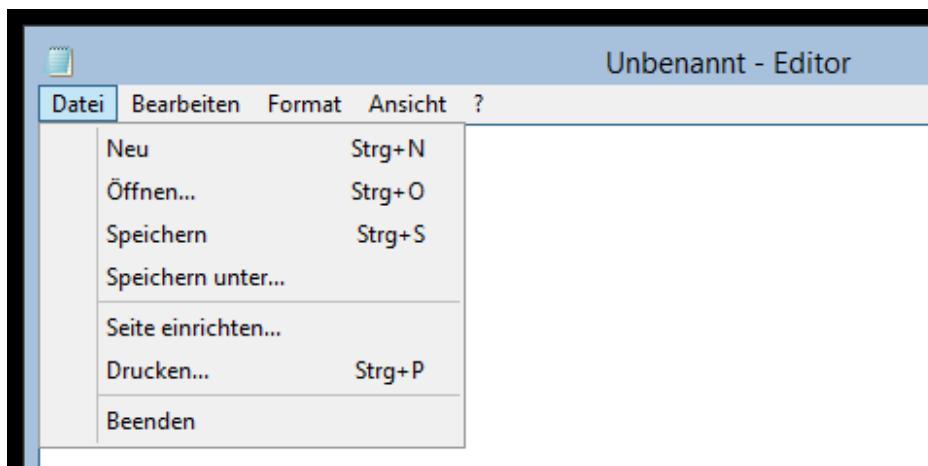 Unbenannt - Editor
Datei Bearbeiten Format Ansicht ?
Neu Strg+N
Öffnen... Strg+O
Speichern Strg+S
Speichern unter...
Seite einrichten...
Drucken... Strg+P
Beenden